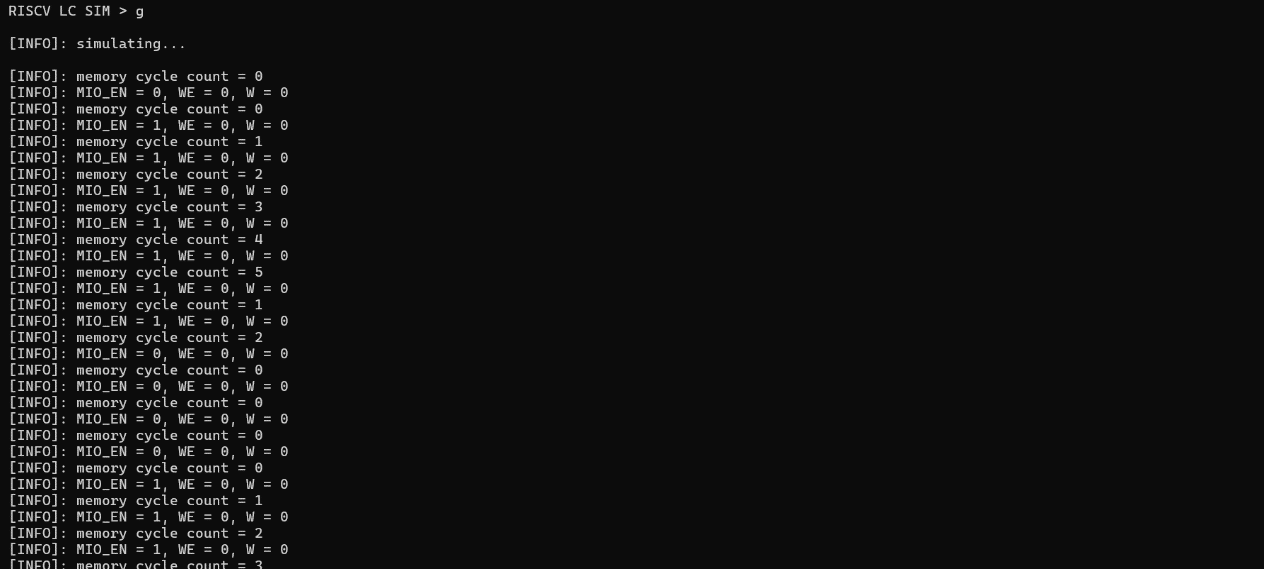 RISCV LC SIM > g
[INFO]: simulating...
[INFO]: memory cycle count = 0
[INFO]: MIO_EN = 0, WE = 0, W = 0
[INFO]: memory cycle count = 0
[INFO]: MIO_EN = 1, WE = 0, W = 0
[INFO]: memory cycle count = 1
[INFO]: MIO_EN = 1, WE = 0, W = 0
[INFO]: memory cycle count = 2
[INFO]: MIO_EN = 1, WE = 0, W = 0
[INFO]: memory cycle count = 3
[INFO]: MIO_EN = 1, WE = 0, W = 0
[INFO]: memory cycle count = 4
[INFO]: MIO_EN = 1, WE = 0, W = 0
[INFO]: memory cycle count = 5
[INFO]: MIO_EN = 1, WE = 0, W = 0
[INFO]: memory cycle count = 1
[INFO]: MIO_EN = 1, WE = 0, W = 0
[INFO]: memory cycle count = 2
[INFO]: MIO_EN = 0, WE = 0, W = 0
[INFO]: memory cycle count = 0
[INFO]: MIO_EN = 0, WE = 0, W = 0
[INFO]: memory cycle count = 0
[INFO]: MIO_EN = 0, WE = 0, W = 0
[INFO]: memory cycle count = 0
[INFO]: MIO_EN = 0, WE = 0, W = 0
[INFO]: memory cycle count = 0
[INFO]: MIO_EN = 1, WE = 0, W = 0
[INFO]: memory cycle count = 1
[INFO]: MIO_EN = 1, WE = 0, W = 0
[INFO]: memory cycle count = 2
[INFO]: MIO_EN = 1, WE = 0, W = 0
[INFO]: memory cycle count = 3